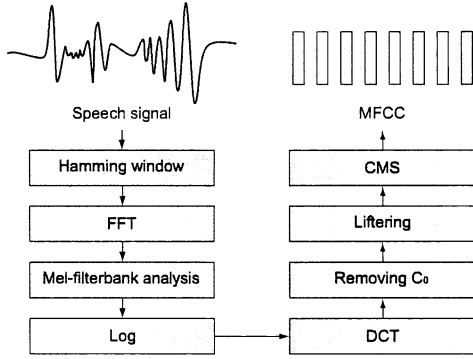 Speech signal
Hamming window
FFT
Mel-filterbank analysis
Log
MFCC
CMS
Liftering
Removing C₀
DCT